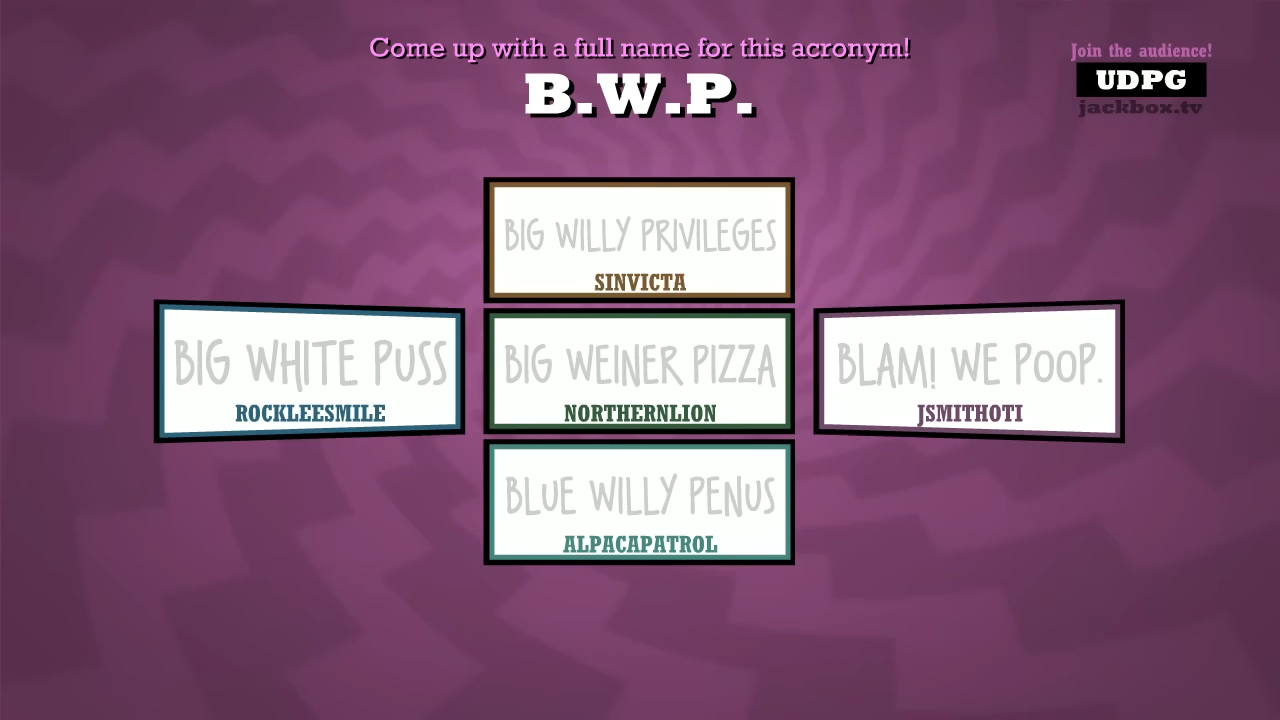 Come up with a full name for this acronym!
B.W.P.
Join the audience!
UDPG
jackbox.tv
BIG WILLY PRIVILEGES
SINVICTA
BIG WHITE PUSS
ROCKLEESMILE
BIG WEINER PIZZA
NORTHERNLION
BLAM! WE POOP.
JSMITHOTI
BLUE WILLY PENUS
ALPACAPATROL